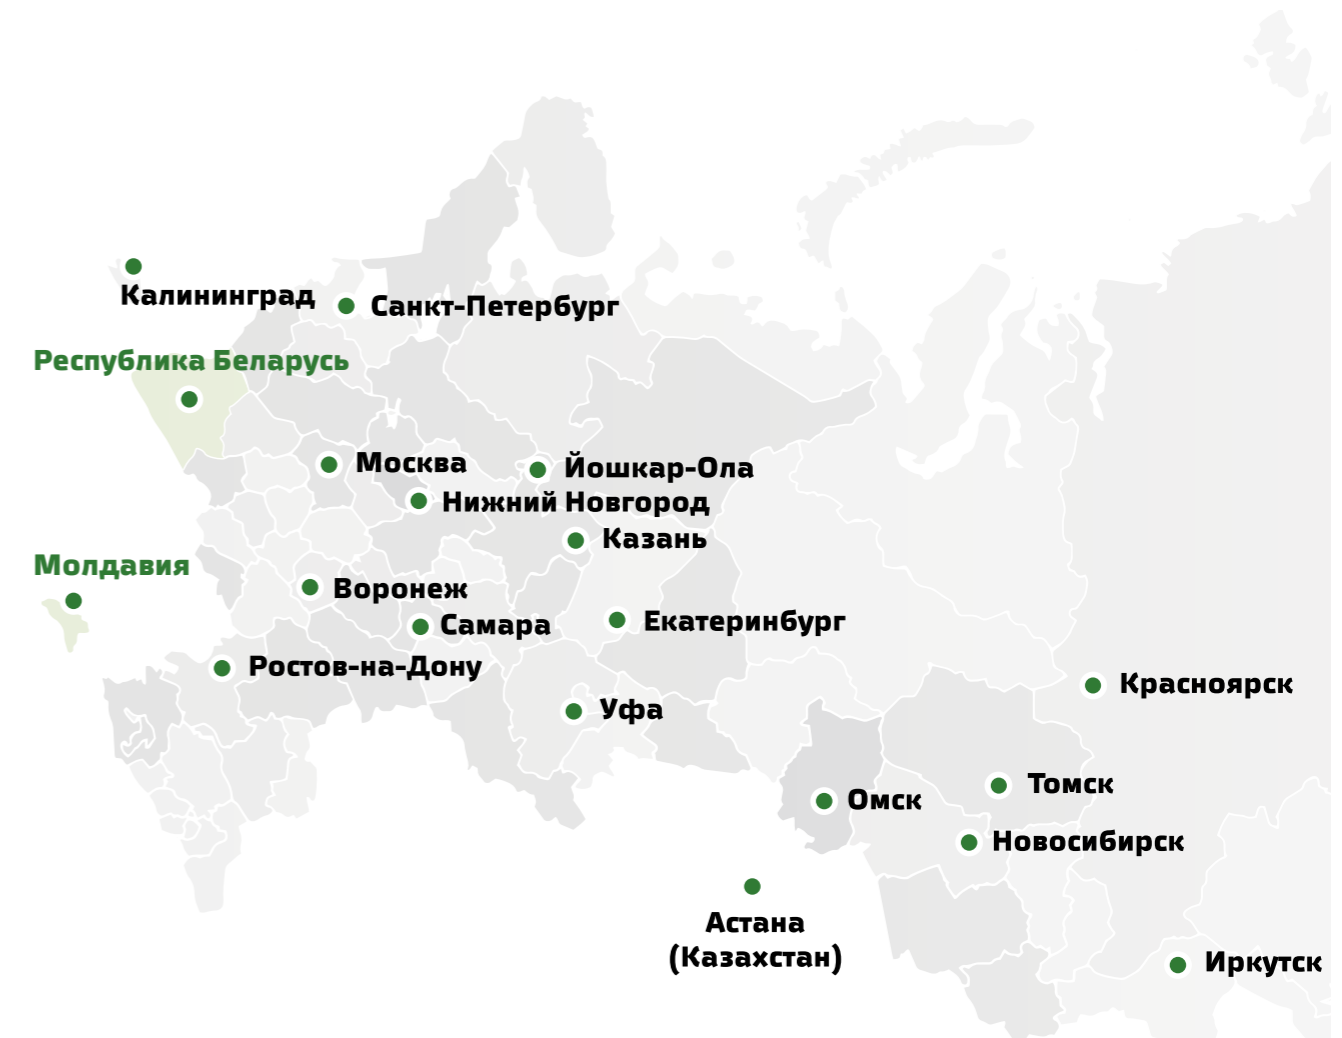 Калининград
Санкт-Петербург
Республика Беларусь
Москва
Йошкар-Ола
Нижний Новгород
Казань
Молдавия
Воронеж
Самара
Екатеринбург
Ростов-на-Дону
Красноярск
Уфа
Томск
Омск
Новосибирск
Астана
(Казахстан)
Иркутск